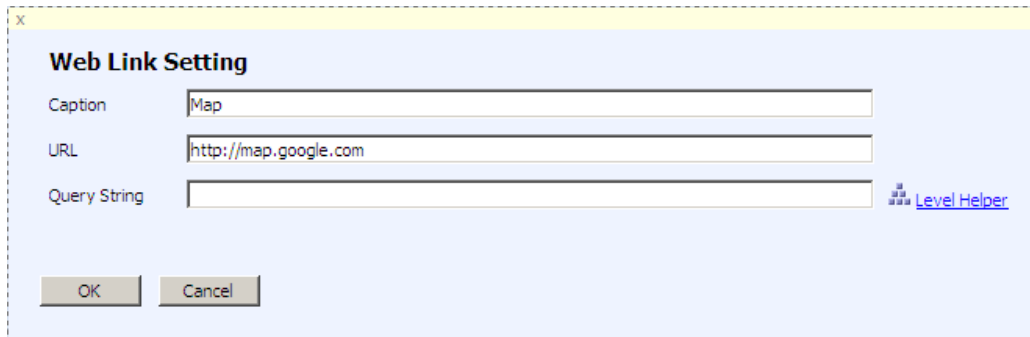 x
Web Link Setting
Caption Map
URL http://map.google.com
Query String Level Helper
OK Cancel